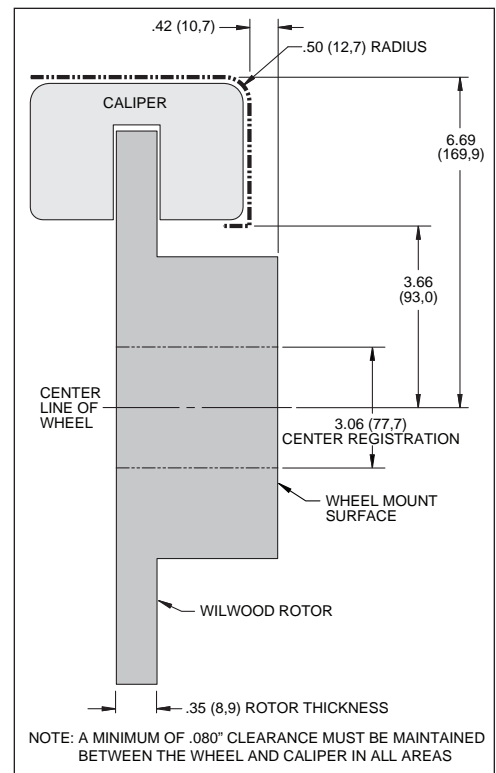 .42 (10,7)
.50 (12,7) RADIUS
CALIPER
6.69
(169,9)
3.66
(93,0)
CENTER
LINE OF
WHEEL
3.06 (77,7)
CENTER REGISTRATION
WHEEL MOUNT
SURFACE
WILWOOD ROTOR
.35 (8,9) ROTOR THICKNESS
NOTE: A MINIMUM OF .080" CLEARANCE MUST BE MAINTAINED
BETWEEN THE WHEEL AND CALIPER IN ALL AREAS